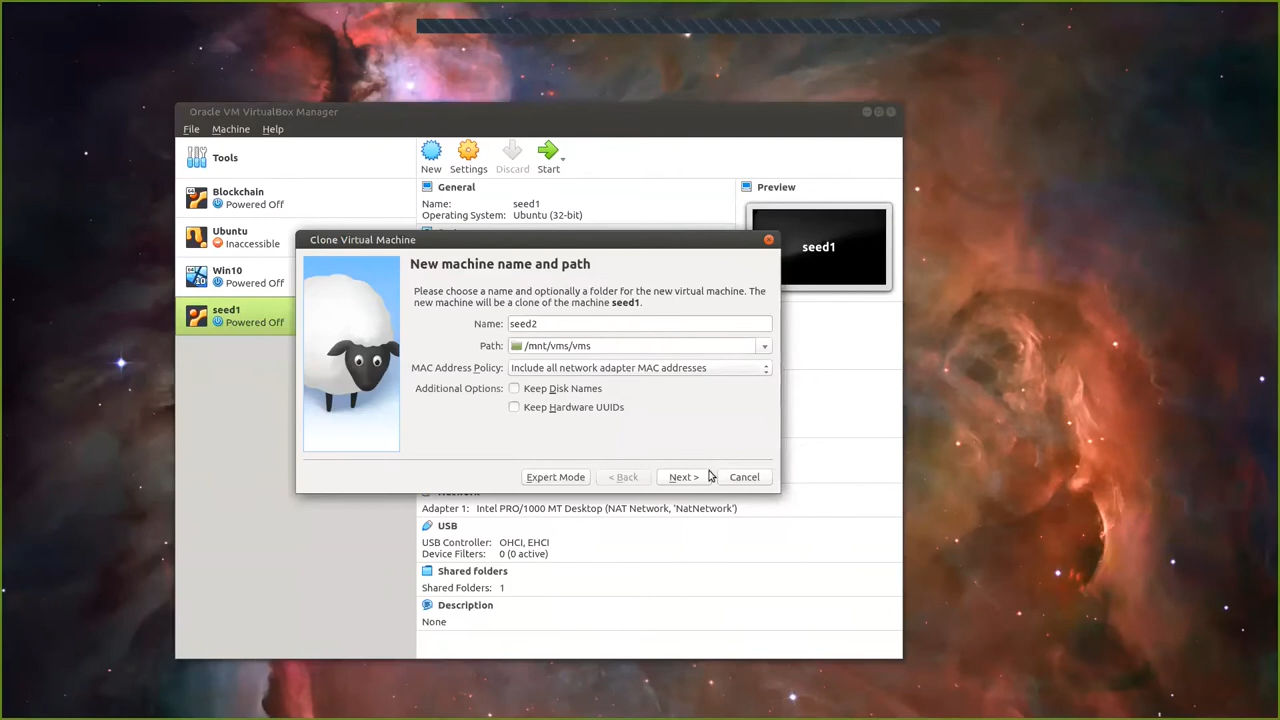 Oracle VM VirtualBox Manager
File Machine Help
Tools
New Settings Discard Start
Blockchain
Powered Off
Ubuntu
Inaccessible
Win10
Powered Off
seed1
Powered Off
General
Name: seed1
Operating System: Ubuntu (32-bit)
Preview
seed1
Clone Virtual Machine
New machine name and path
Please choose a name and optionally a folder for the new virtual machine. The
new machine will be a clone of the machine seed1.
Name: seed2
Path: /mnt/vms/vms
MAC Address Policy: Include all network adapter MAC addresses
Additional Options: Keep Disk Names
Keep Hardware UUIDs
Expert Mode < Back Next > Cancel
Adapter 1: Intel PRO/1000 MT Desktop (NAT Network, 'NatNetwork')
USB
USB Controller: OHCI, EHCI
Device Filters: 0 (0 active)
Shared folders
Shared Folders: 1
Description
None